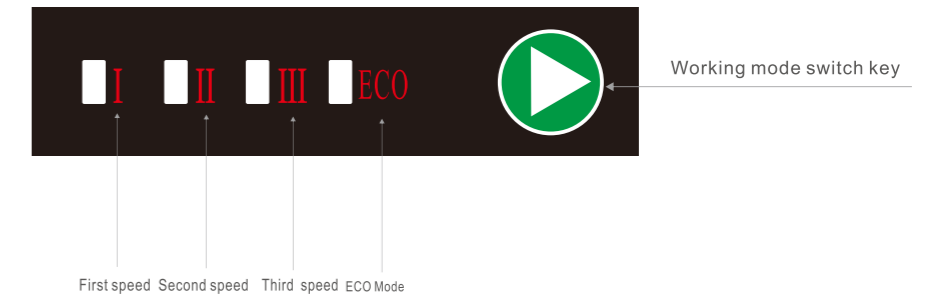 I II III ECO
Working mode switch key
First speed Second speed Third speed ECO Mode